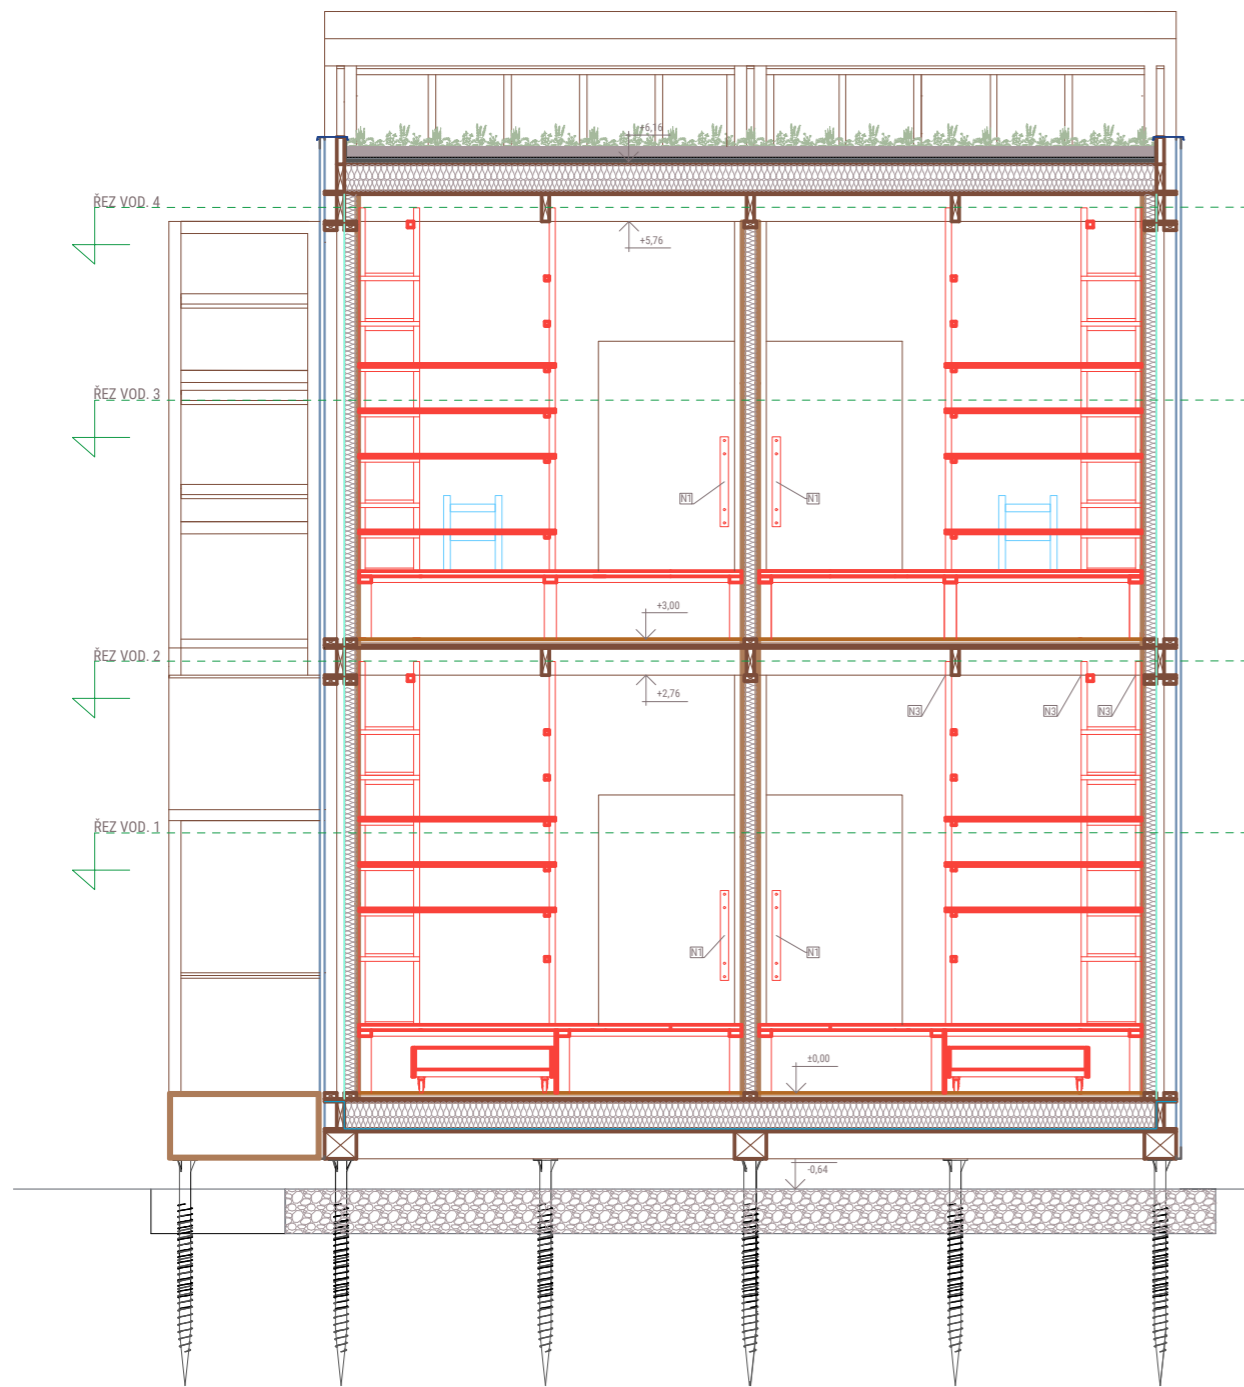 +6,16
ŘEZ VOD. 4
+5,76
ŘEZ VOD. 3
N1
N1
+3,00
ŘEZ VOD. 2
+2,76
N3
N3
N3
ŘEZ VOD. 1
N1
N1
±0,00
-0,64